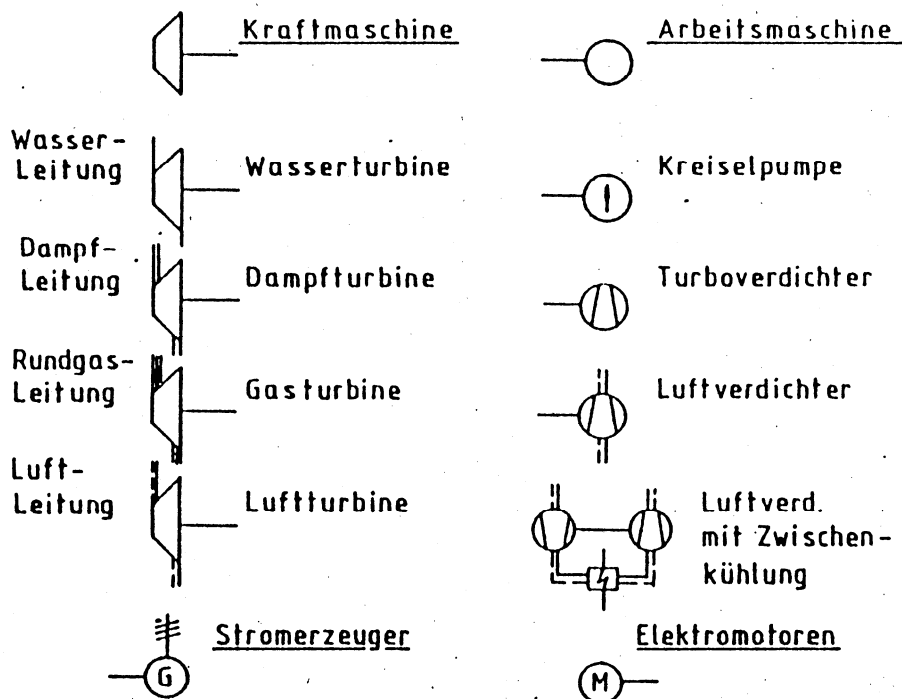 Kraftmaschine
Wasser-
Leitung
Wasserturbine
Dampf-
Leitung
Dampfturbine
Rundgas-
Leitung
Gasturbine
Luft-
Leitung
Luftturbine
Stromerzeuger
G
Arbeitsmaschine
Kreiselpumpe
Turboverdichter
Luftverdichter
Luftverd.
mit Zwischen-
kühlung
Elektromotoren
M